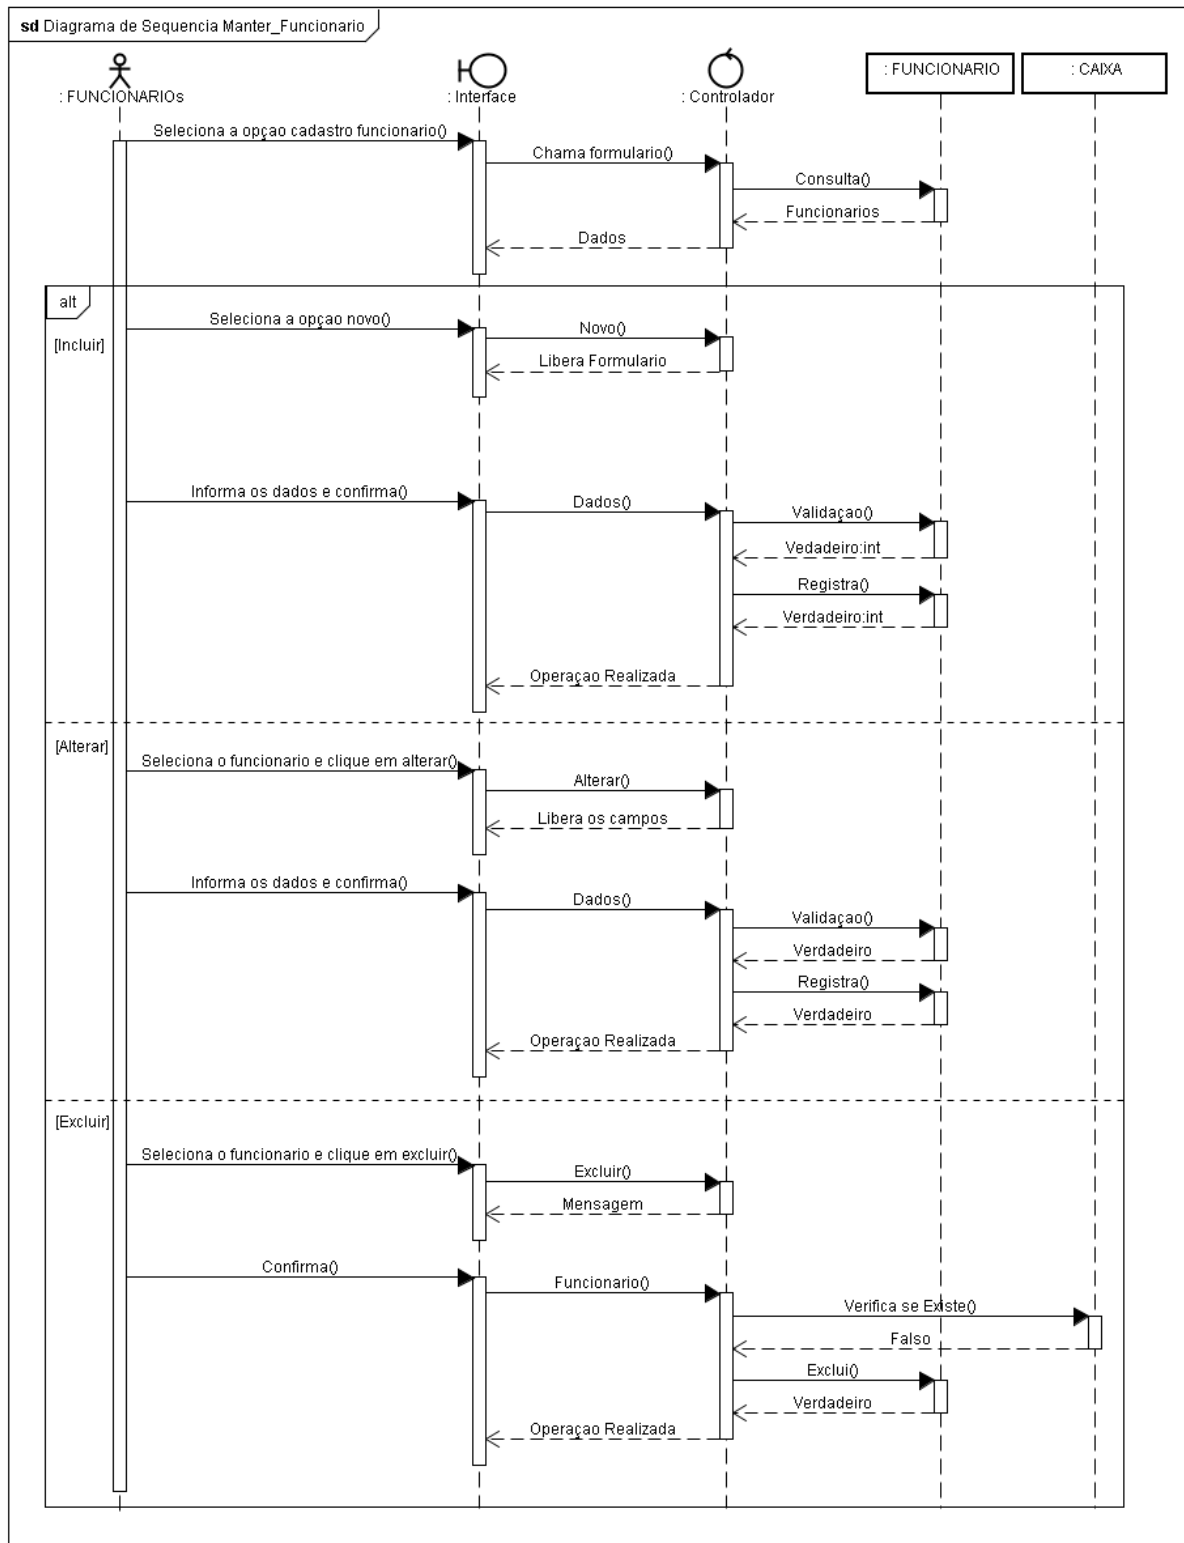 sd Diagrama de Sequencia Manter_Funcionario
: FUNCIONARIOs
: Interface
: Controlador
: FUNCIONARIO
: CAIXA
Seleciona a opçao cadastro funcionario()
Chama formulario()
Consulta()
Funcionarios
Dados
alt
[Incluir]
Seleciona a opçao novo()
Novo()
Libera Formulario
Informa os dados e confirma()
Dados()
Validaçao()
Vedadeiro:int
Registra()
Verdadeiro:int
Operaçao Realizada
[Alterar]
Seleciona o funcionario e clique em alterar()
Alterar()
Libera os campos
Informa os dados e confirma()
Dados()
Validaçao()
Verdadeiro
Registra()
Verdadeiro
Operaçao Realizada
[Excluir]
Seleciona o funcionario e clique em excluir()
Excluir()
Mensagem
Confirma()
Funcionario()
Verifica se Existe()
Falso
Exclui()
Verdadeiro
Operaçao Realizada